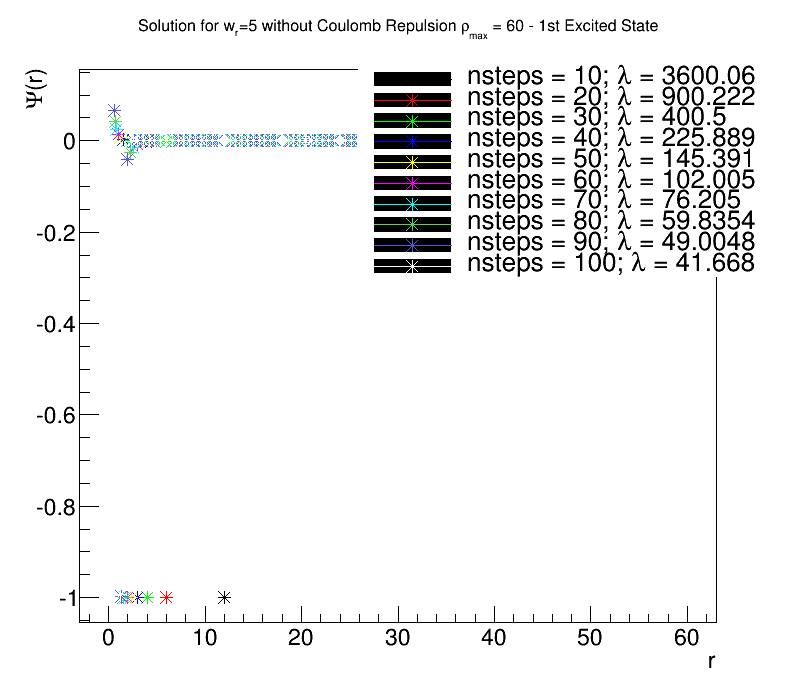 Solution for wr=5 without Coulomb Repulsion ρmax = 60 - 1st Excited State
Ψ(r)
nsteps = 10; λ = 3600.06
nsteps = 20; λ = 900.222
nsteps = 30; λ = 400.5
nsteps = 40; λ = 225.889
nsteps = 50; λ = 145.391
nsteps = 60; λ = 102.005
nsteps = 70; λ = 76.205
nsteps = 80; λ = 59.8354
nsteps = 90; λ = 49.0048
nsteps = 100; λ = 41.668
0
-0.2
-0.4
-0.6
-0.8
-1
0 10 20 30 40 50 60
r